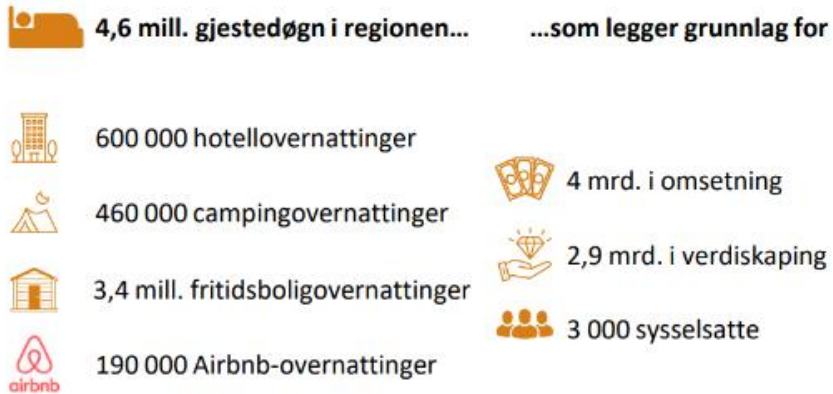 4,6 mill. gjestedøgn i regionen...
...som legger grunnlag for
600 000 hotellovernattinger
460 000 campingovernattinger
3,4 mill. fritidsboligovernattinger
airbnb
190 000 Airbnb-overnattinger
4 mrd. i omsetning
2,9 mrd. i verdiskaping
3 000 sysselsatte